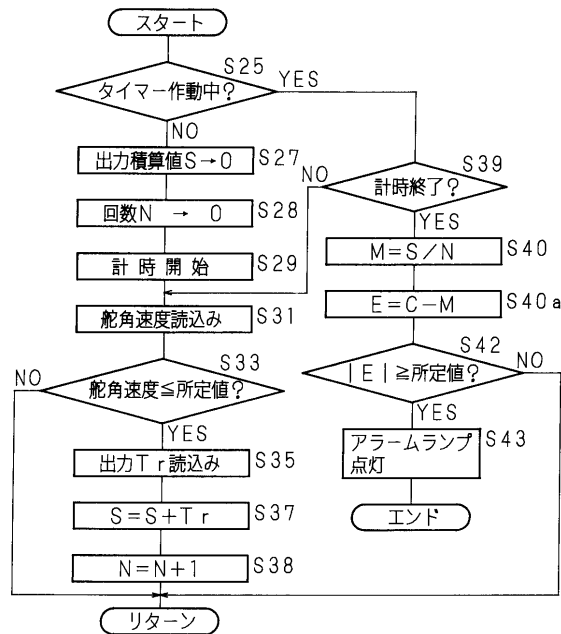 スタート
S25
タイマー作動中?
YES
NO
出力積算値S→0
S27
回数N → 0
S28
計時開始
S29
舵角速度読込み
S31
S33
NO
舵角速度≦所定値?
YES
出力Tr読込み
S35
S=S+Tr
S37
N=N+1
S38
リターン
S39
NO
計時終了?
YES
M=S/N
S40
E=C-M
S40a
S42
NO
|E|≧所定値?
YES
アラームランプ
点灯
S43
エンド